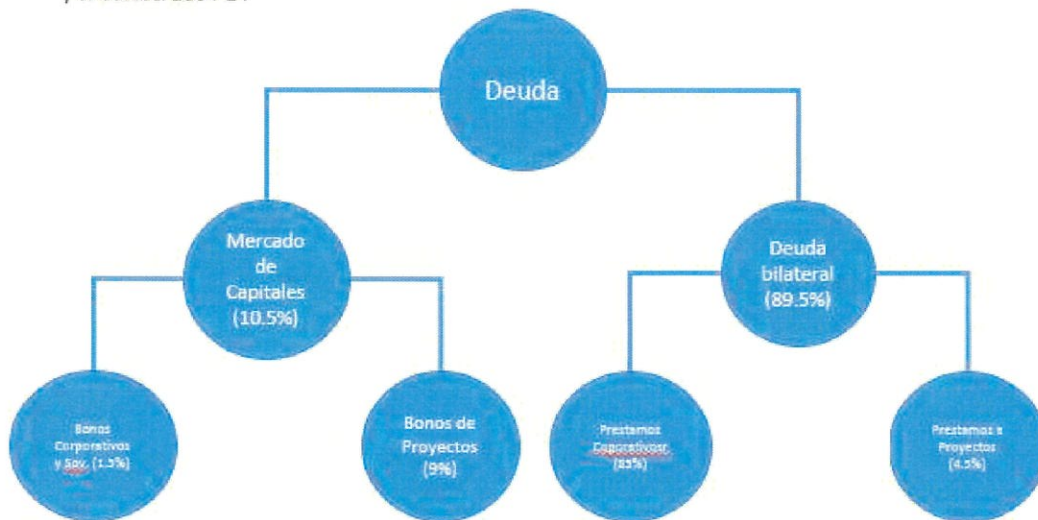 Deuda
Mercado
de
Capitales
(10.5%)
Deuda
bilateral
(89.5%)
Bonos
Corporativos
y Sov. (1.5%)
Bonos de
Proyectos
(9%)
Prestamos
Coporativosr.
(85%)
Prestamos a
Proyectos
(4.5%)